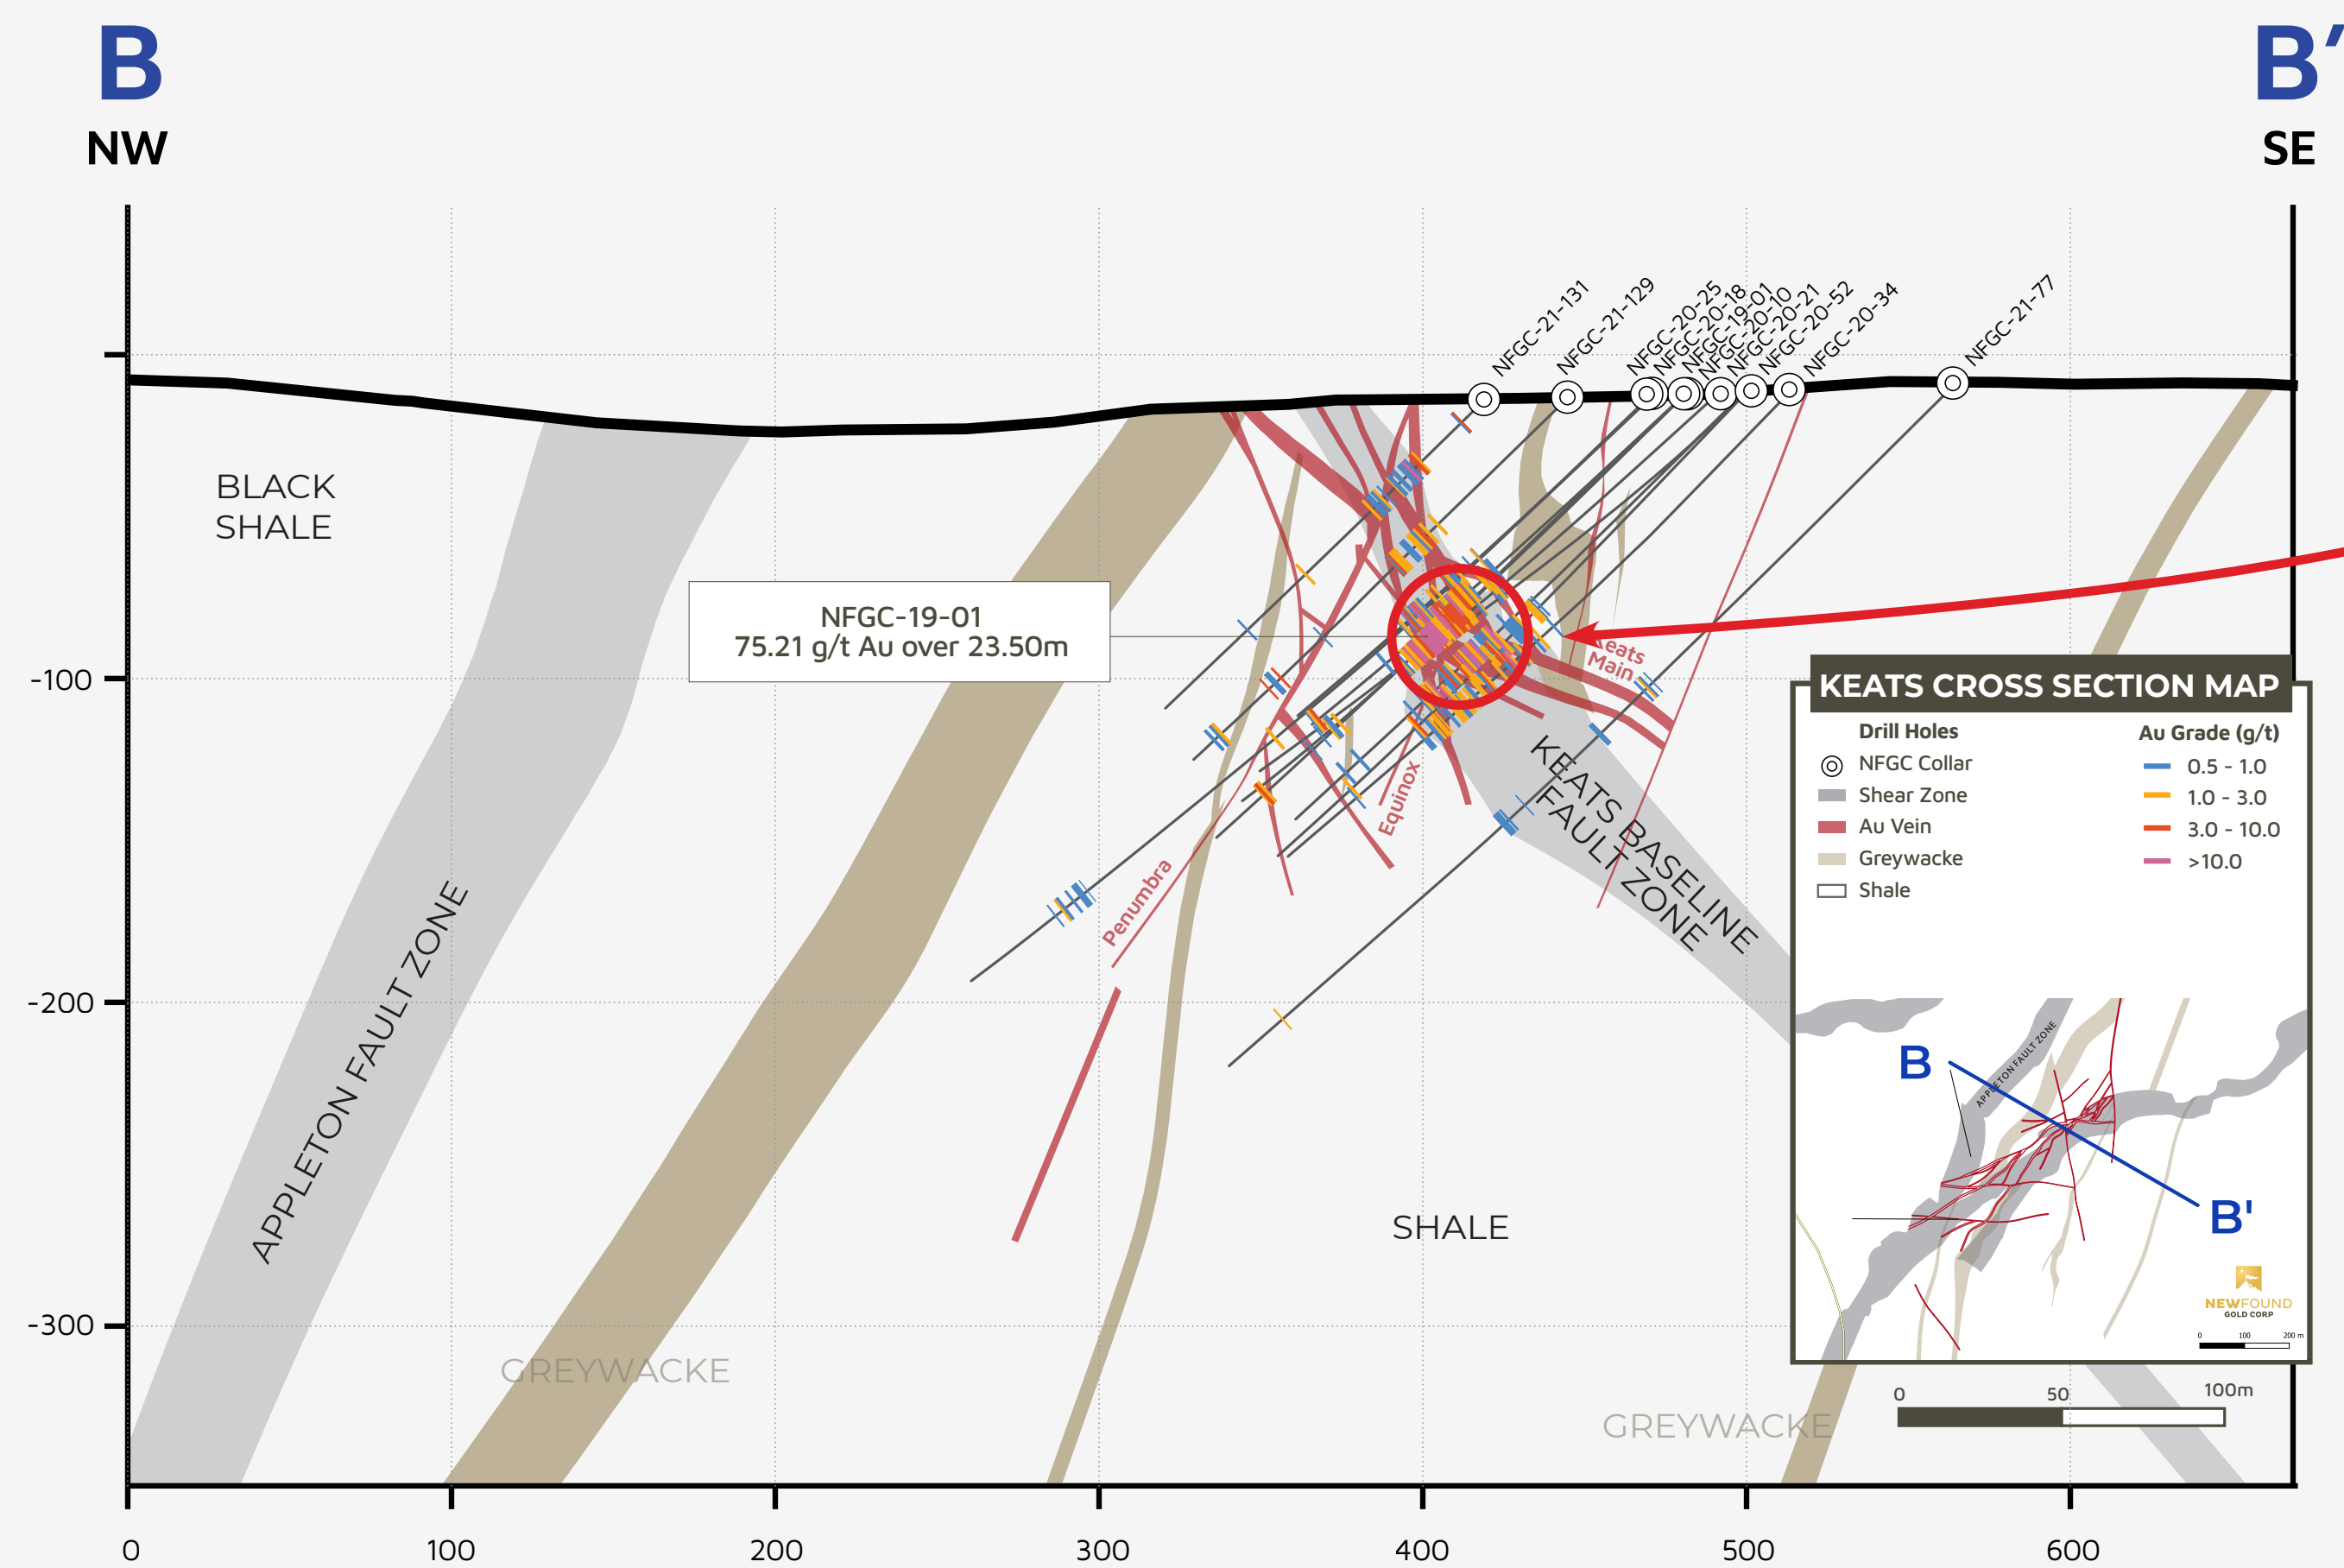 B
B′
NW
SE
NFGC-21-131
NFGC-21-129
NFGC-20-25
NFGC-20-18
NFGC-19-01
NFGC-20-10
NFGC-20-21
NFGC-20-52
NFGC-20-34
NFGC-21-77
BLACK
SHALE
NFGC-19-01
75.21 g/t Au over 23.50m
Keats
Main
-100
-200
-300
KEATS BASELINE
FAULT ZONE
Equinox
Penumbra
APPLETON FAULT ZONE
SHALE
GREYWACKE
GREYWACKE
KEATS CROSS SECTION MAP
Drill Holes
NFGC Collar
Shear Zone
Au Vein
Greywacke
Shale
Au Grade (g/t)
0.5 - 1.0
1.0 - 3.0
3.0 - 10.0
>10.0
APPLETON FAULT ZONE
B
B'
NEWFOUND
GOLD CORP
0 100 200 m
0 50 100m
0 100 200 300 400 500 600